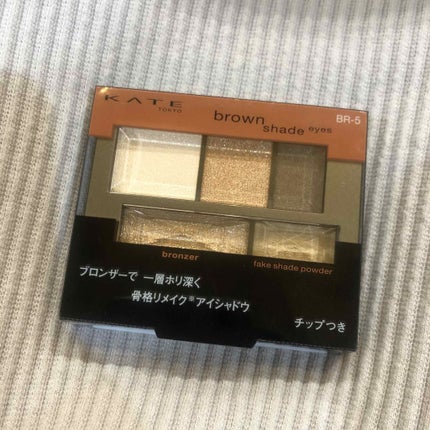 KATE
TOKYO
brown
shade eyes
BR-5
bronzer
fake shade powder
ブロンザーで 一層ホリ深く
骨格リメイク※アイシャドウ
チップつき